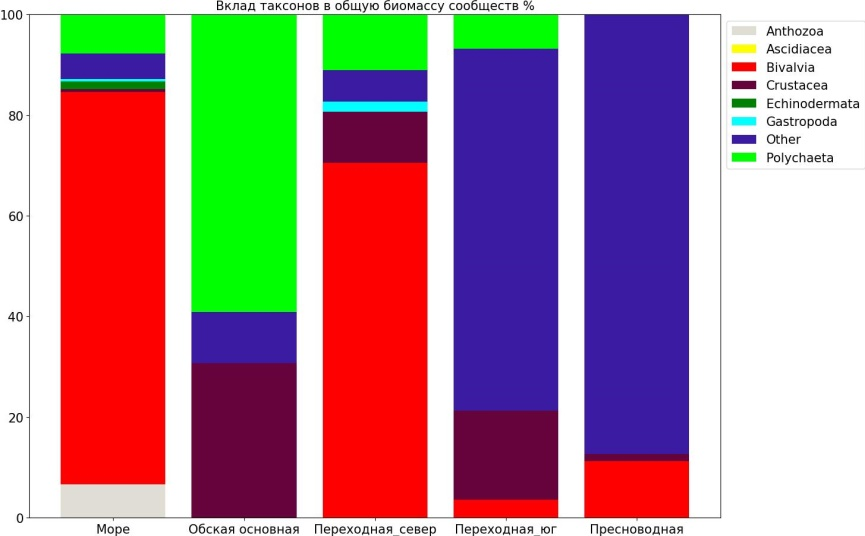 Вклад таксонов в общую биомассу сообществ %
100
80
60
40
20
0
Море
Обская основная
Переходная_север
Переходная_юг
Пресноводная
Anthozoa
Ascidiacea
Bivalvia
Crustacea
Echinodermata
Gastropoda
Other
Polychaeta